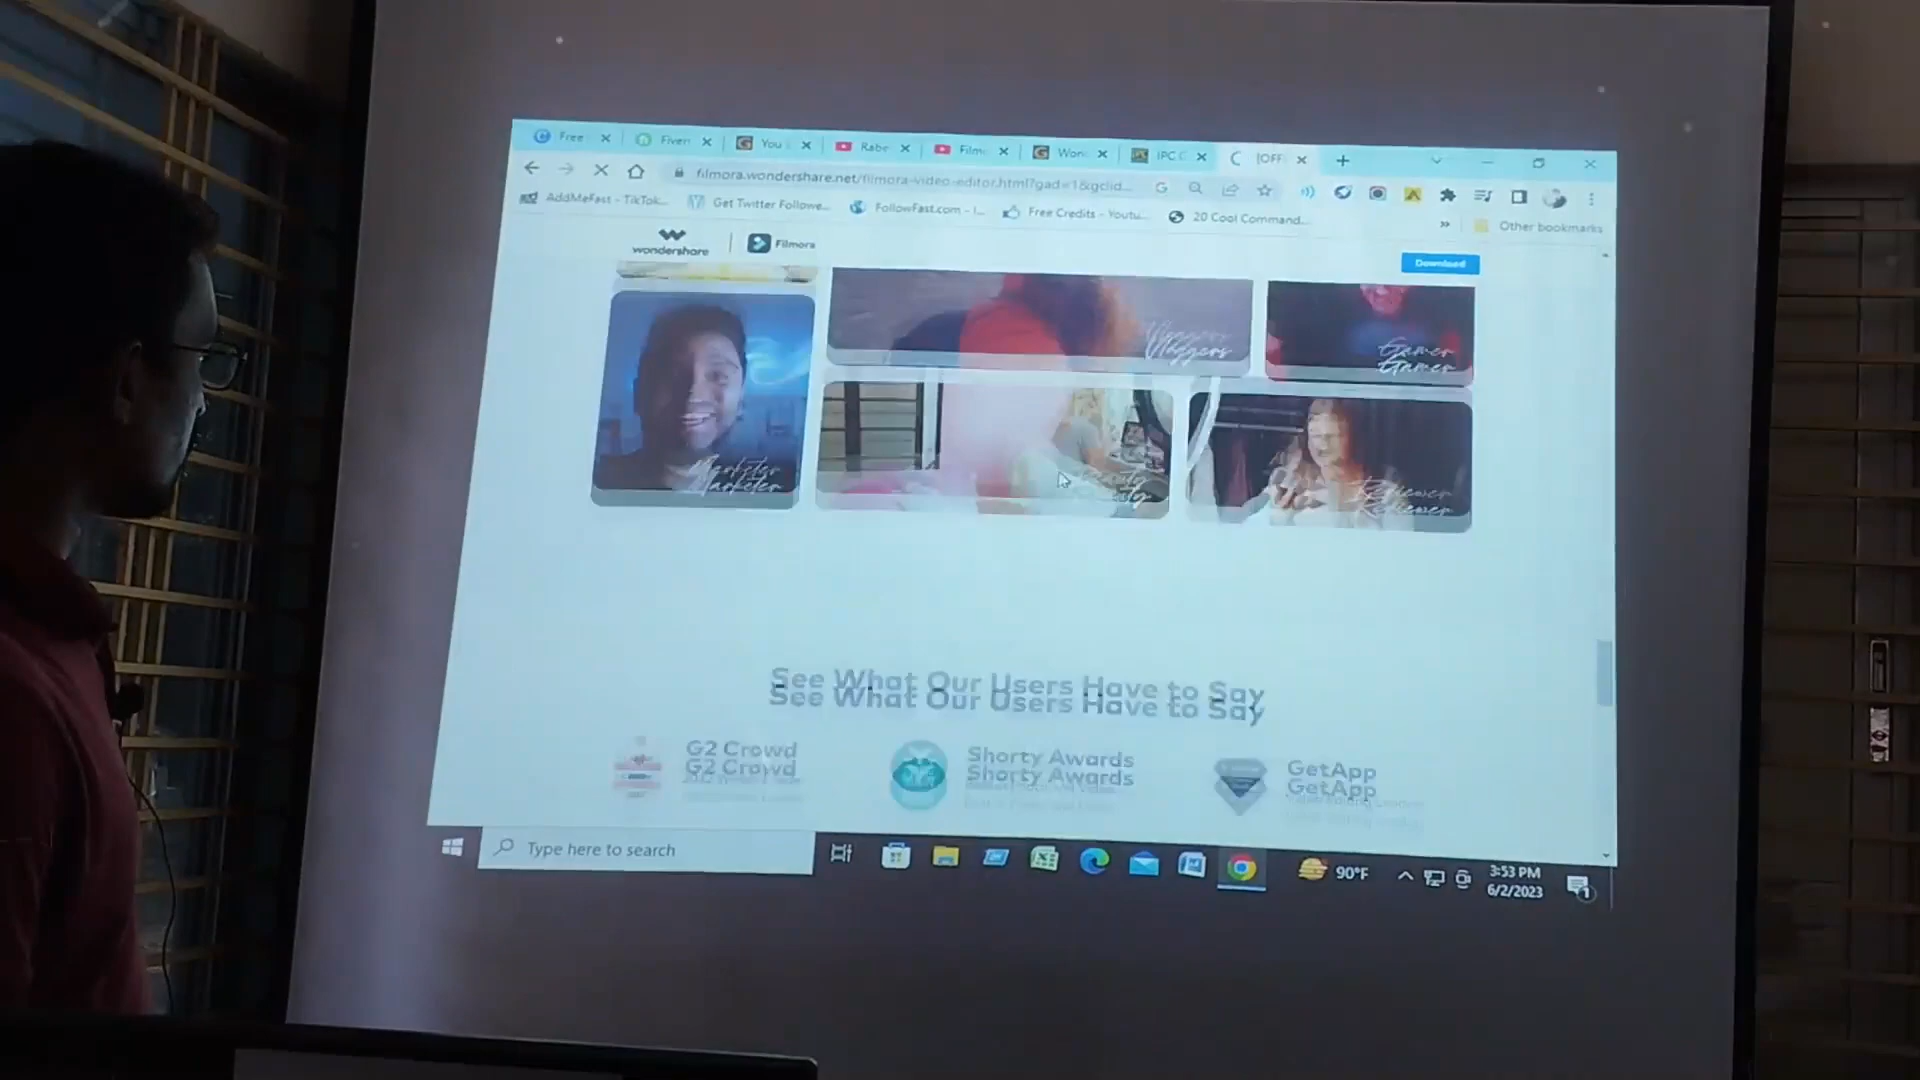 Free
Fiverr
You
Rabe
Film
Won
IPC C
[OFF
filmora.wondershare.net/filmora-video-editor.html?gad=1&gclid...
AddMeFast - TikTok...
Get Twitter Followe...
FollowFast.com - I...
Free Credits - Youtu...
20 Cool Command...
»
Other bookmarks
wondershare
Filmora
Download
Vloggers
Gamer
Marketer
Beauty
Reviewer
See What Our Users Have to Say
G2 Crowd
Shorty Awards
GetApp
Type here to search
90°F
3:53 PM
6/2/2023
1